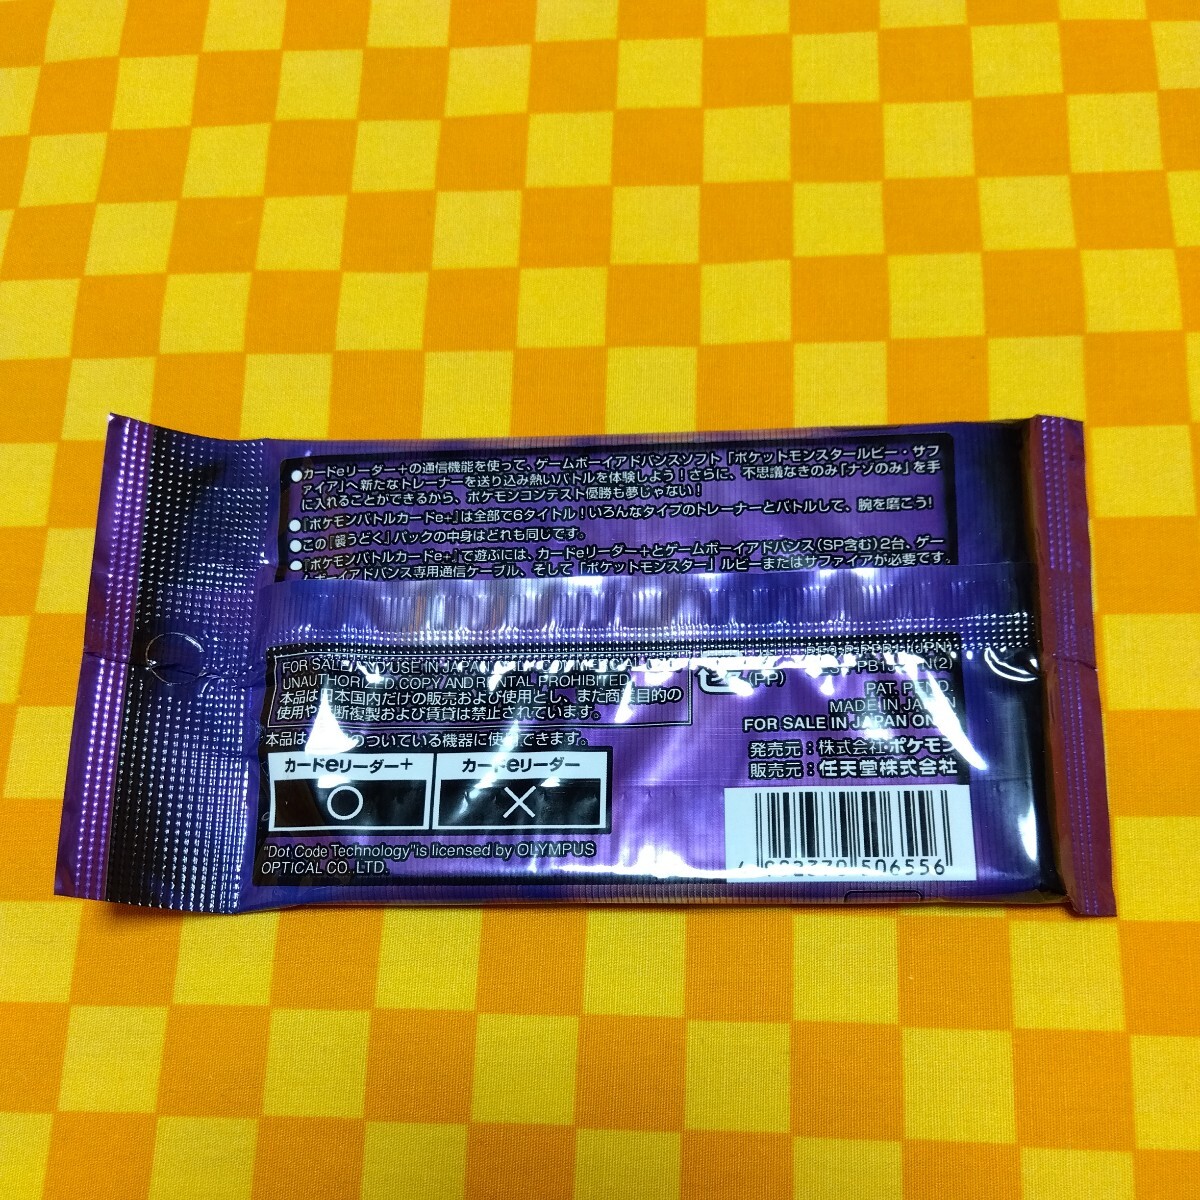 ●カードeリーダー+の通信機能を使って、ゲームボーイアドバンスソフト「ポケットモンスタールビー・サフ
ァイア」へ新たなトレーナーを送り込み熱いバトルを体験しよう！さらに、不思議なきのみ「ナゾのみ」を手
に入れることができるから、ポケモンコンテスト優勝も夢じゃない！
●『ポケモンバトルカードe+』は全部で6タイトル！いろんなタイプのトレーナーとバトルして、腕を磨こう！
●この『襲うどく』パックの中身はどれも同じです。
●『ポケモンバトルカードe+』で遊ぶには、カードeリーダー+とゲームボーイアドバンス（SP含む）2台、ゲー
ムボーイアドバンス専用通信ケーブル、そして「ポケットモンスター」ルビーまたはサファイアが必要です。
FOR SALE AND USE IN JAPAN
UNAUTHORIZED COPY AND RENTAL PROHIBITED.
本品は日本国内だけの販売および使用とし、また商業目的の
使用や 断複製および賃貸は禁止されています。
本品は のついている機器に使用できます。
カードeリーダー+
○
カードeリーダー
×
"Dot Code Technology" is licensed by OLYMPUS
OPTICAL CO., LTD.
(PP)
PAT. PEND.
MADE IN JAPAN
FOR SALE IN JAPAN
発売元：株式会社ポケモン
販売元：任天堂株式会社
506556